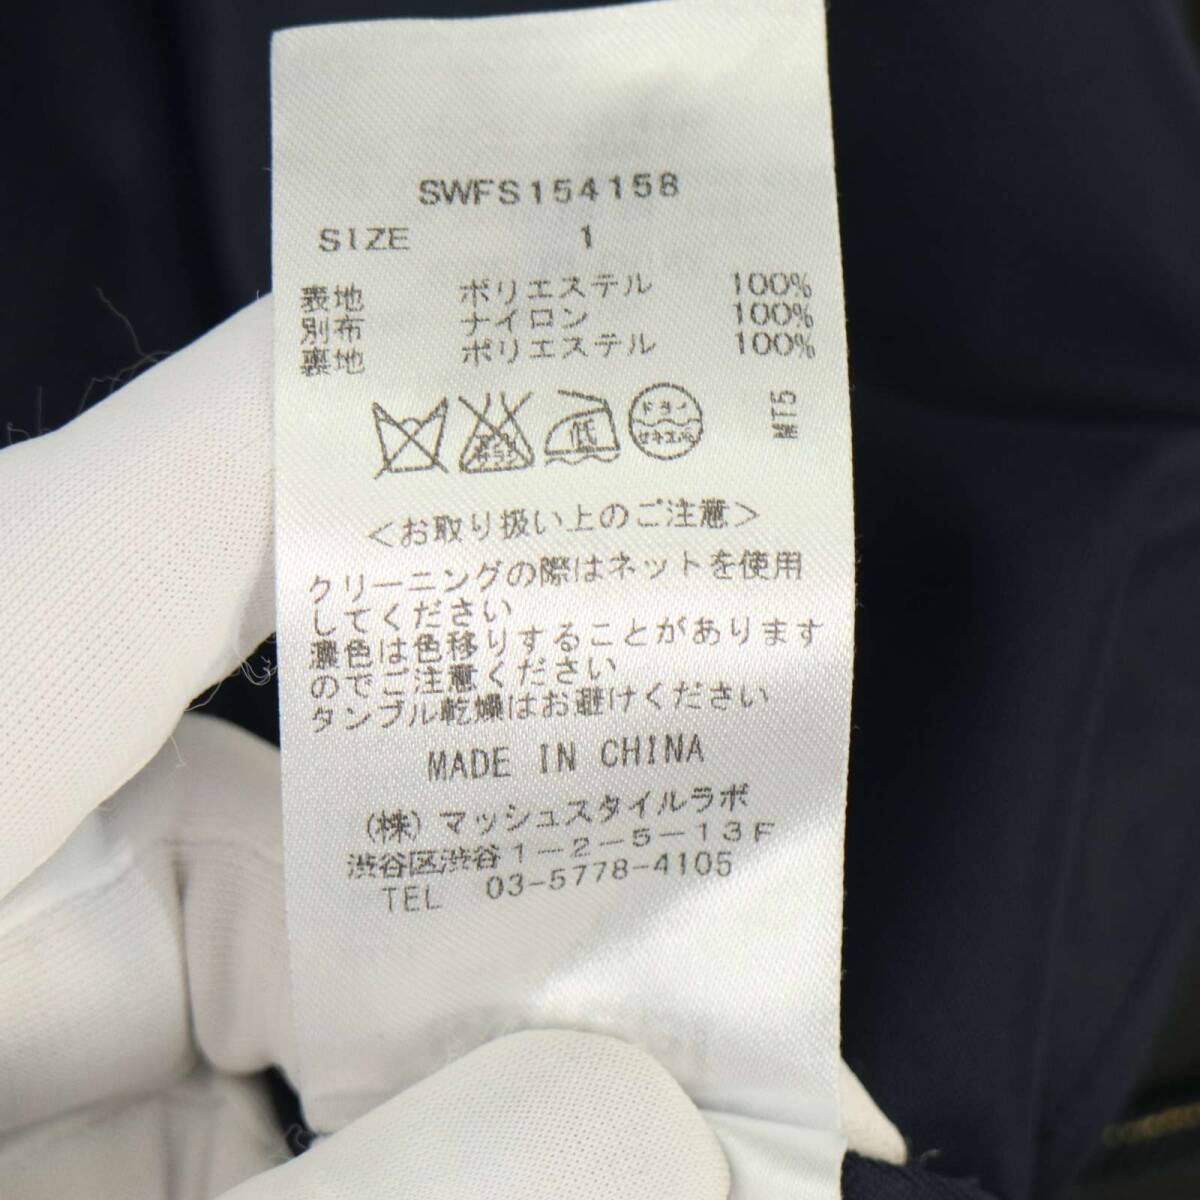 SWFS154158
SIZE 1
表地 ポリエステル 100%
別布 ナイロン 100%
裏地 ポリエステル 100%
低
ドライ
セキユ系
MT5
<お取り扱い上のご注意>
クリーニングの際はネットを使用
してください
濃色は色移りすることがあります
のでご注意ください
タンブル乾燥はお避けください
MADE IN CHINA
(株)マッシュスタイルラボ
渋谷区渋谷1-2-5-13F
TEL 03-5778-4105